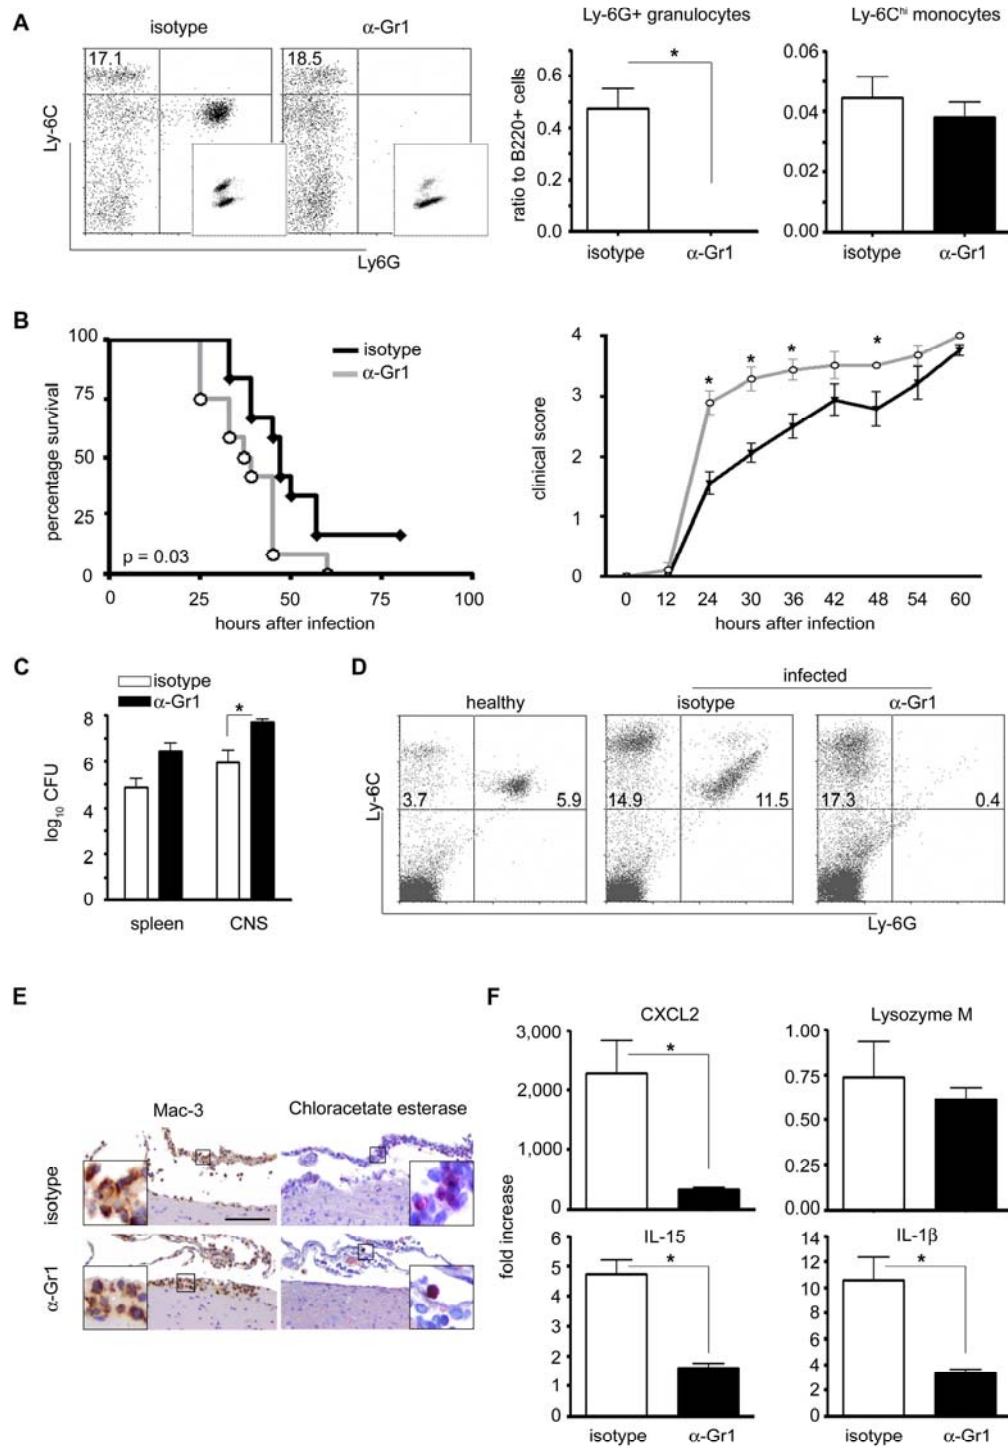 A
isotype
α-Gr1
17.1
18.5
Ly-6C
Ly6G
Ly-6G+ granulocytes
Ly-6Chi monocytes
ratio to B220+ cells
0.6
0.4
0.2
0.0
*
isotype
α-Gr1
0.06
0.04
0.02
0.00
isotype
α-Gr1
B
percentage survival
100
75
50
25
0
isotype
α-Gr1
p = 0.03
0 25 50 75 100
hours after infection
clinical score
4
3
2
1
0
* * * *
0 12 24 30 36 42 48 54 60
hours after infection
C
isotype
α-Gr1
log10 CFU
8
6
4
2
0
*
spleen CNS
D
infected
healthy
isotype
α-Gr1
Ly-6C
3.7 5.9
14.9 11.5
17.3 0.4
Ly-6G
E
Mac-3
Chloracetate esterase
isotype
α-Gr1
F
fold increase
CXCL2
3,000
2,000
1,000
0
*
Lysozyme M
1.00
0.75
0.50
0.25
0.00
IL-15
6
5
4
3
2
1
0
*
isotype
α-Gr1
IL-1β
14
12
10
8
6
4
2
0
*
isotype
α-Gr1